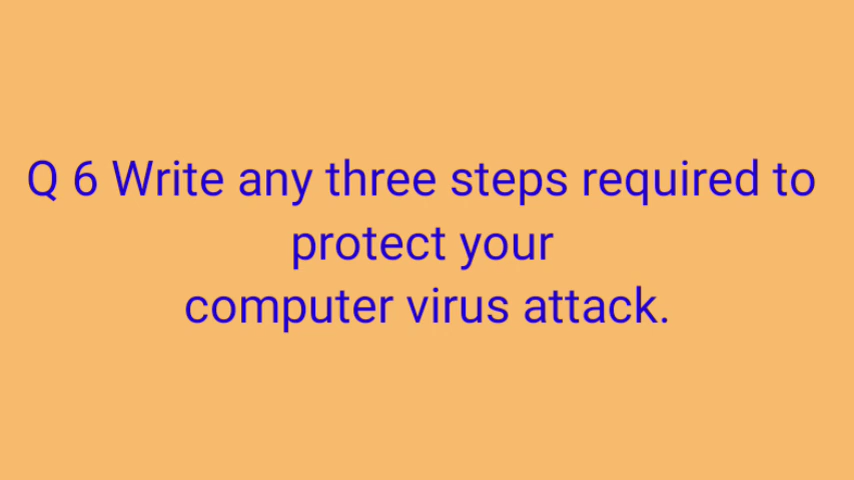 Q 6 Write any three steps required to
protect your
computer virus attack.